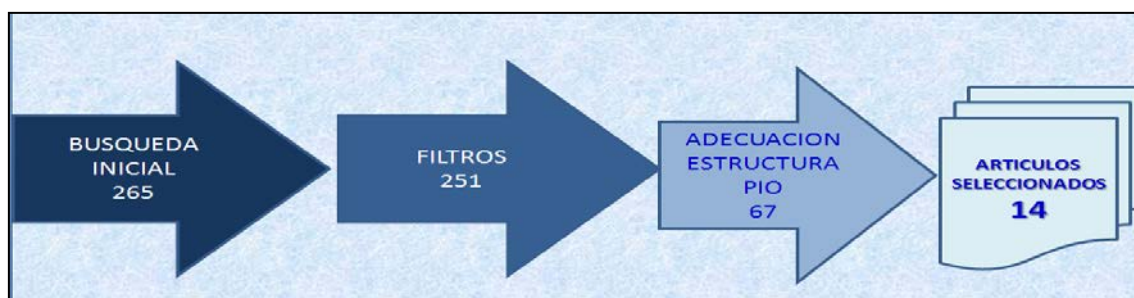 BUSQUEDA
INICIAL
265
FILTROS
251
ADECUACION
ESTRUCTURA
PIO
67
ARTICULOS
SELECCIONADOS
14